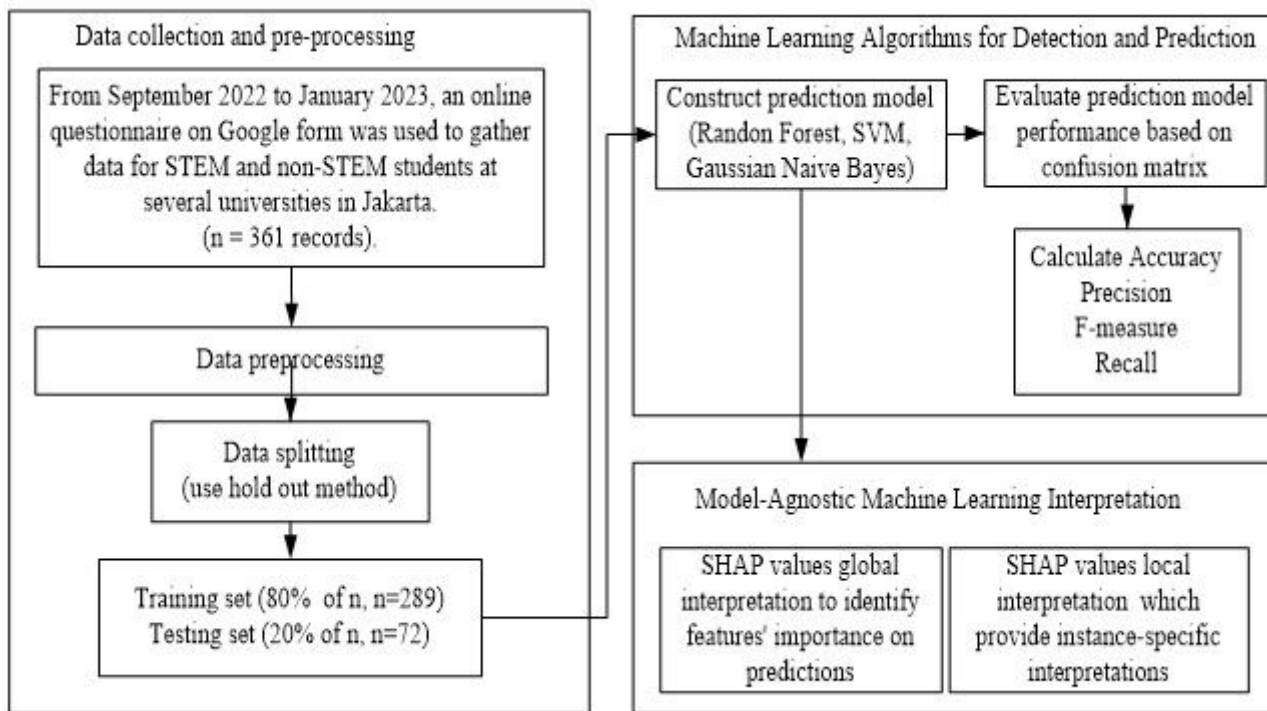 Data collection and pre-processing
From September 2022 to January 2023, an online
questionnaire on Google form was used to gather
data for STEM and non-STEM students at
several universities in Jakarta.
(n = 361 records).
Data preprocessing
Data splitting
(use hold out method)
Training set (80% of n, n=289)
Testing set (20% of n, n=72)
Machine Learning Algorithms for Detection and Prediction
Construct prediction model
(Randon Forest, SVM,
Gaussian Naive Bayes)
Evaluate prediction model
performance based on
confusion matrix
Calculate Accuracy
Precision
F-measure
Recall
Model-Agnostic Machine Learning Interpretation
SHAP values global
interpretation to identify
features' importance on
predictions
SHAP values local
interpretation which
provide instance-specific
interpretations